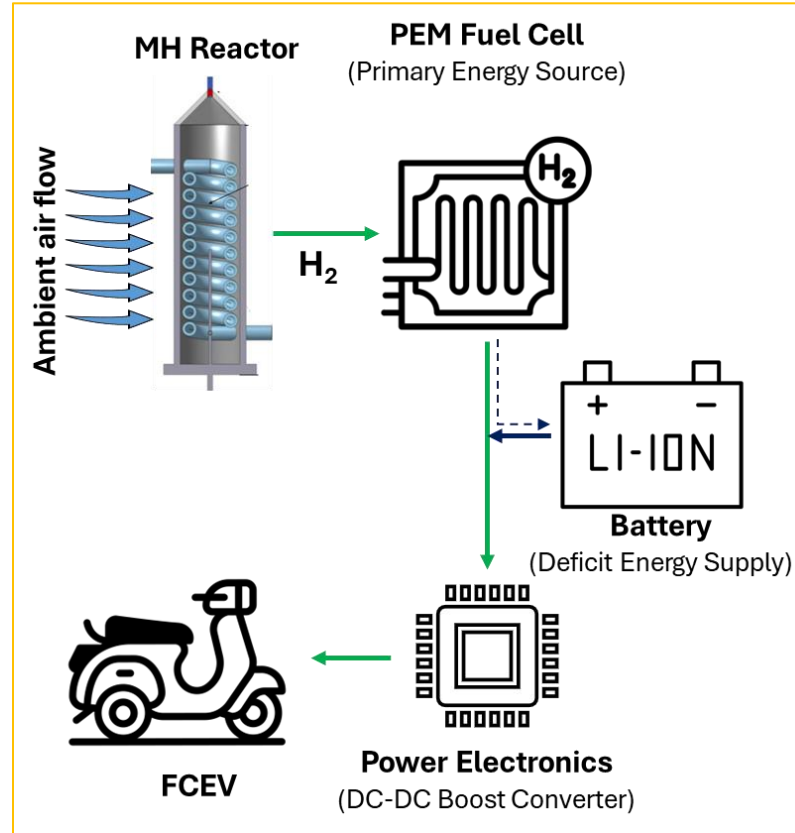 MH Reactor
PEM Fuel Cell
(Primary Energy Source)
Ambient air flow
H₂
H₂
+ −
LI-ION
Battery
(Deficit Energy Supply)
FCEV
Power Electronics
(DC-DC Boost Converter)